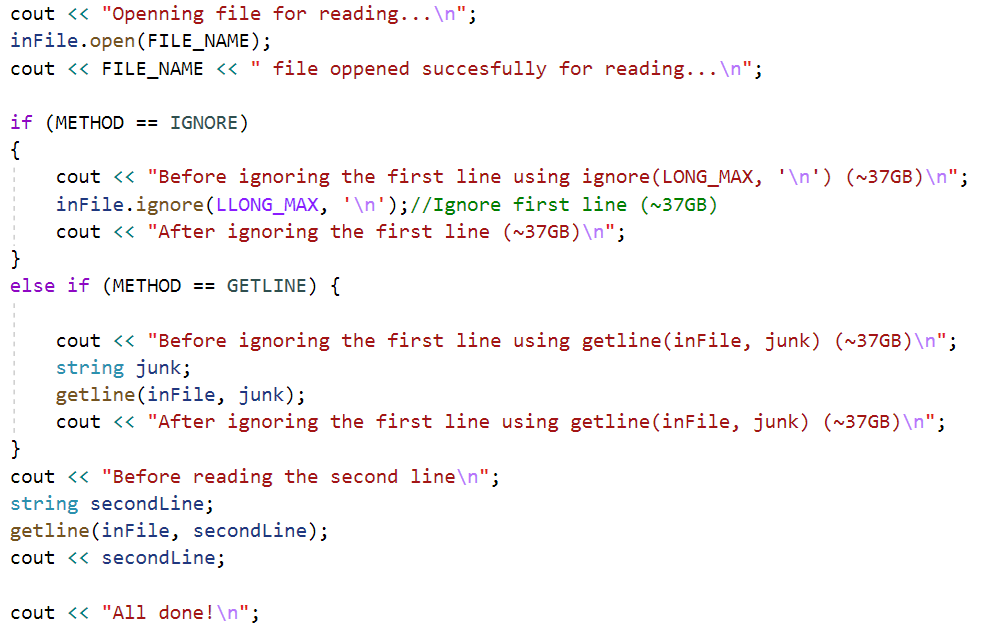 cout << "Openning file for reading...\n";
inFile.open(FILE_NAME);
cout << FILE_NAME << " file oppened succesfully for reading...\n";
if (METHOD == IGNORE)
{
cout << "Before ignoring the first line using ignore(LONG_MAX, '\n') (~37GB)\n";
inFile.ignore(LLONG_MAX, '\n');//Ignore first line (~37GB)
cout << "After ignoring the first line (~37GB)\n";
}
else if (METHOD == GETLINE) {
cout << "Before ignoring the first line using getline(inFile, junk) (~37GB)\n";
string junk;
getline(inFile, junk);
cout << "After ignoring the first line using getline(inFile, junk) (~37GB)\n";
}
cout << "Before reading the second line\n";
string secondLine;
getline(inFile, secondLine);
cout << secondLine;
cout << "All done!\n";